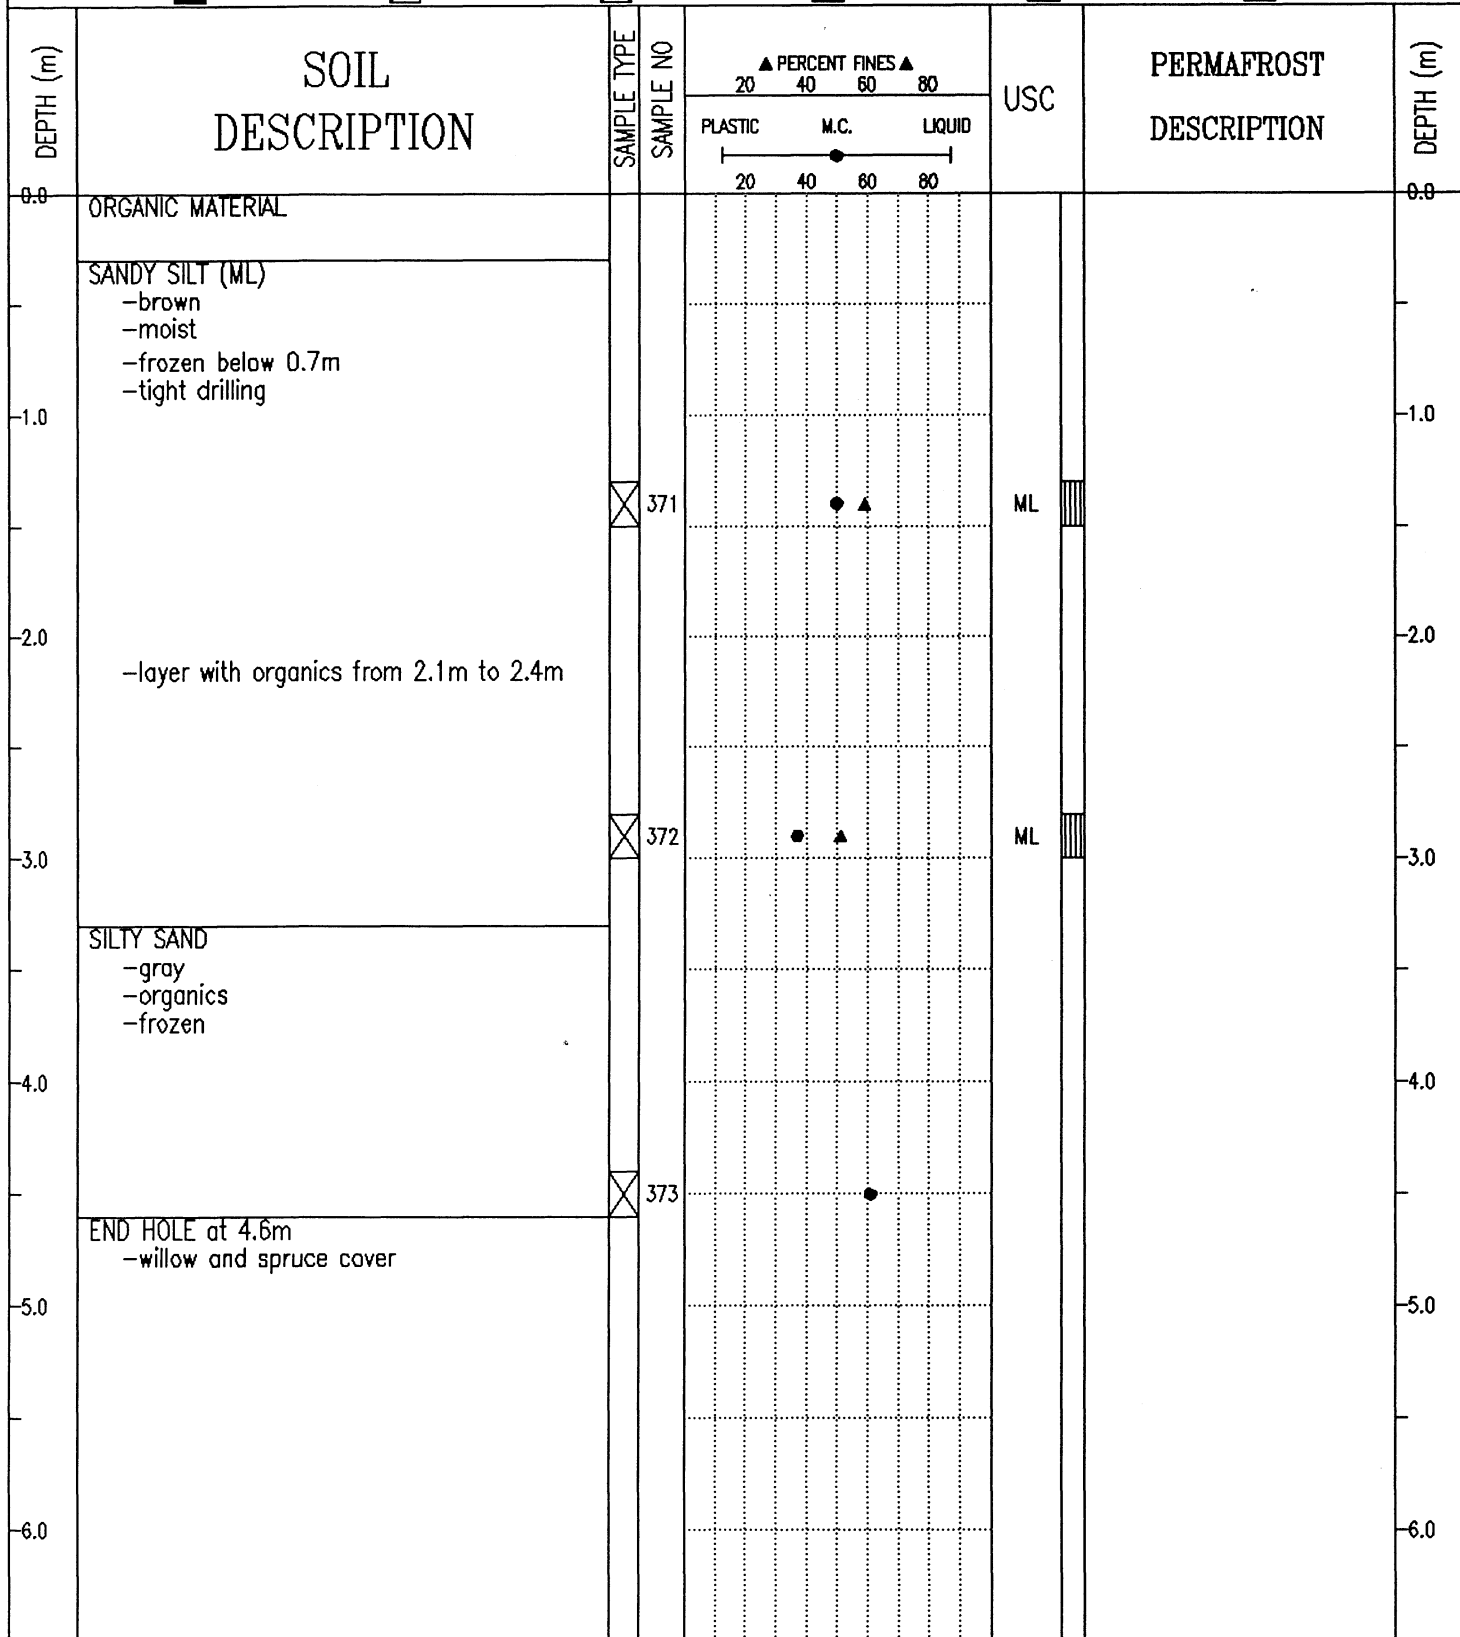 DEPTH (m)
SOIL
DESCRIPTION
SAMPLE TYPE
SAMPLE NO
▲ PERCENT FINES ▲
20 40 60 80
PLASTIC M.C. LIQUID
20 40 60 80
USC
PERMAFROST
DESCRIPTION
DEPTH (m)
0.0 0.0
ORGANIC MATERIAL
SANDY SILT (ML)
-brown
-moist
-frozen below 0.7m
-tight drilling
1.0 1.0
371 ML
2.0 2.0
-layer with organics from 2.1m to 2.4m
372 ML
3.0 3.0
SILTY SAND
-gray
-organics
-frozen
4.0 4.0
373
END HOLE at 4.6m
-willow and spruce cover
5.0 5.0
6.0 6.0